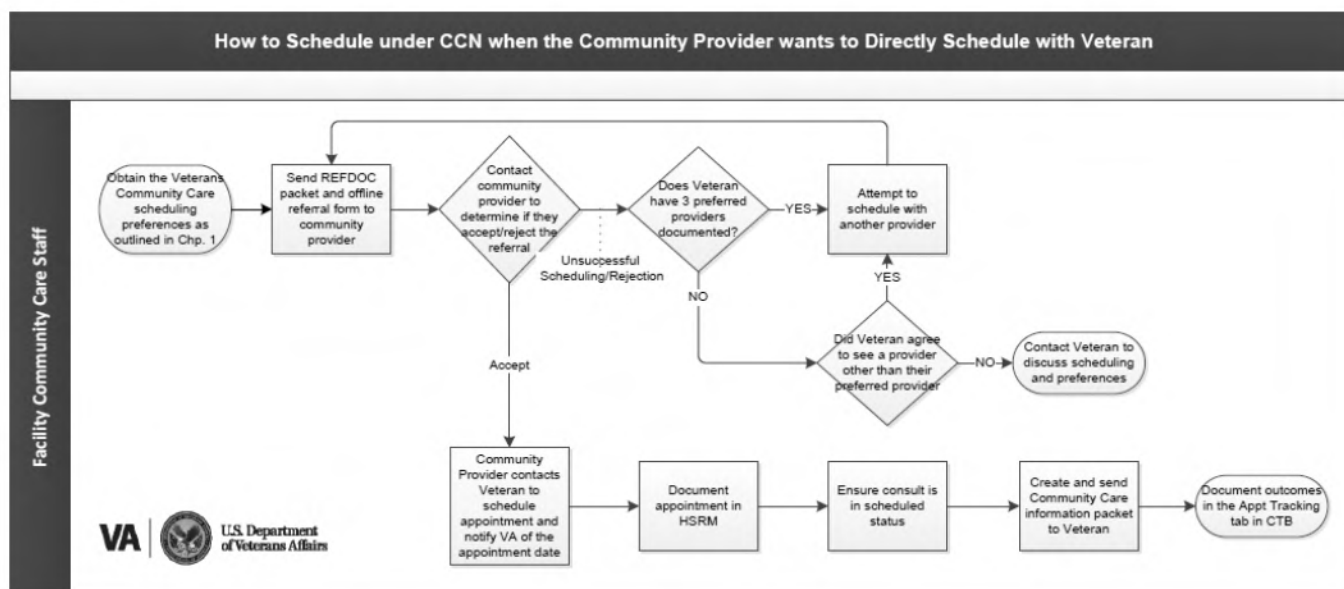 How to Schedule under CCN when the Community Provider wants to Directly Schedule with Veteran
Facility Community Care Staff
Obtain the Veterans
Community Care
scheduling
preferences as
outlined in Chp. 1
Send REFDOC
packet and offline
referral form to
community
provider
Contact
community
provider to
determine if they
accept/reject the
referral
Unsuccessful
Scheduling/Rejection
Does Veteran
have 3 preferred
providers
documented?
YES
Attempt to
schedule with
another provider
NO
YES
Did Veteran agree
to see a provider
other than their
preferred provider
NO
Contact Veteran to
discuss scheduling
and preferences
Accept
Community
Provider contacts
Veteran to
schedule
appointment and
notify VA of the
appointment date
Document
appointment in
HSRM
Ensure consult is
in scheduled
status
Create and send
Community Care
information packet
to Veteran
Document outcomes
in the Appt Tracking
tab in CTB
VA
U.S. Department
of Veterans Affairs